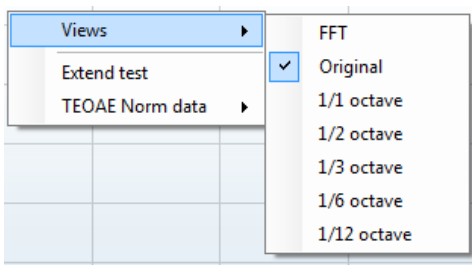 Views
Extend test
TEOAE Norm data
FFT
Original
1/1 octave
1/2 octave
1/3 octave
1/6 octave
1/12 octave